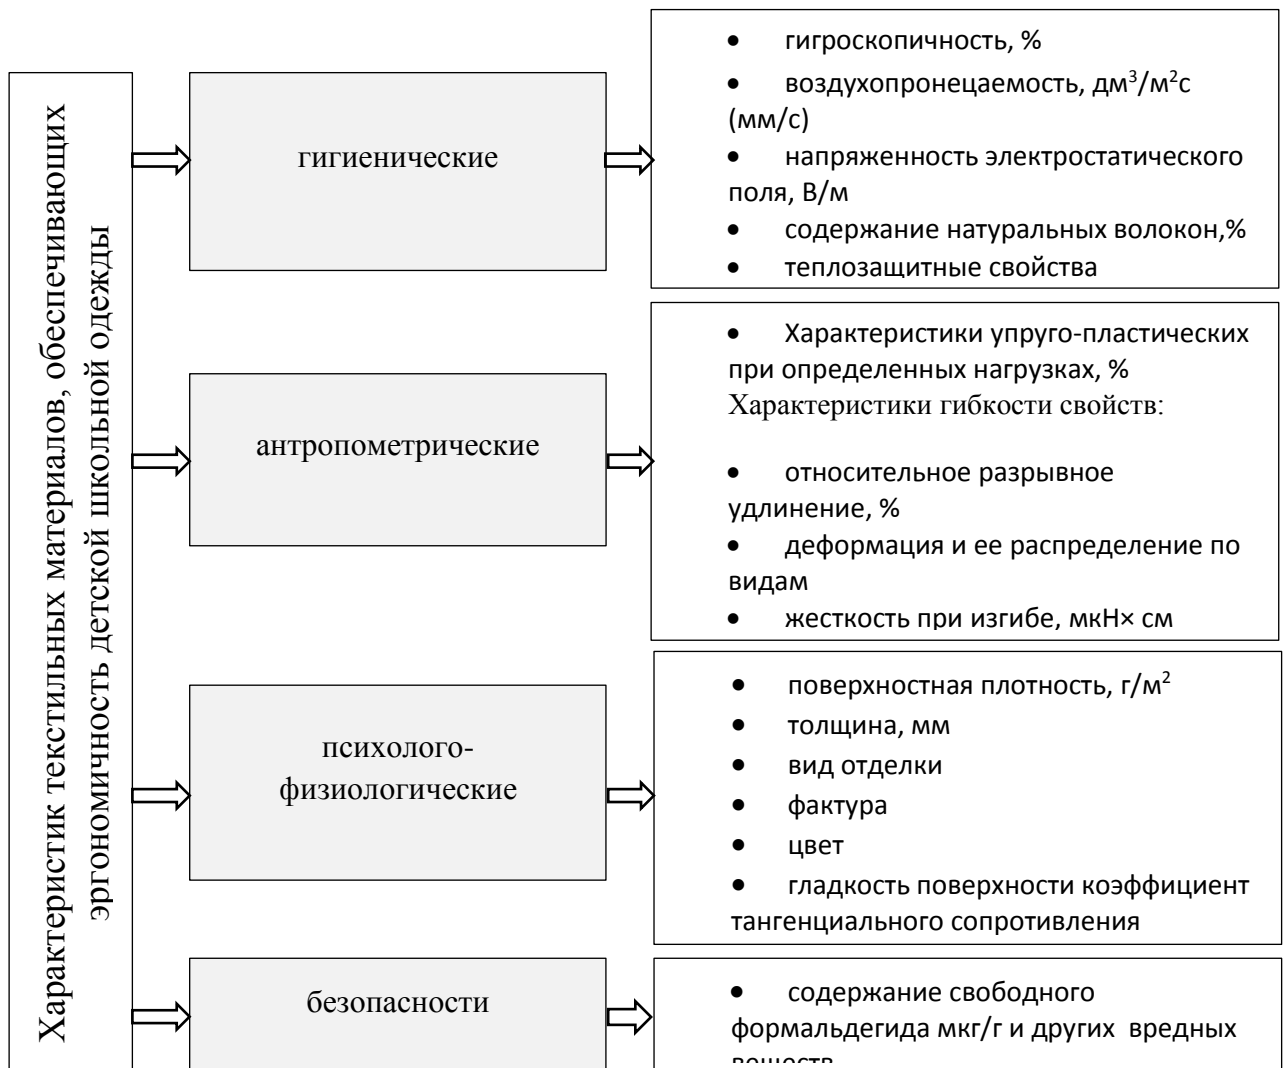 Характеристик текстильных материалов, обеспечивающих
эргономичность детской школьной одежды
гигиенические
• гигроскопичность, %
• воздухопронецаемость, дм³/м²с
(мм/с)
• напряженность электростатического
поля, В/м
• содержание натуральных волокон,%
• теплозащитные свойства
антропометрические
• Характеристики упруго-пластических
при определенных нагрузках, %
Характеристики гибкости свойств:
• относительное разрывное
удлинение, %
• деформация и ее распределение по
видам
• жесткость при изгибе, мкН× см
психолого-
физиологические
• поверхностная плотность, г/м²
• толщина, мм
• вид отделки
• фактура
• цвет
• гладкость поверхности коэффициент
тангенциального сопротивления
безопасности
• содержание свободного
формальдегида мкг/г и других вредных
веществ